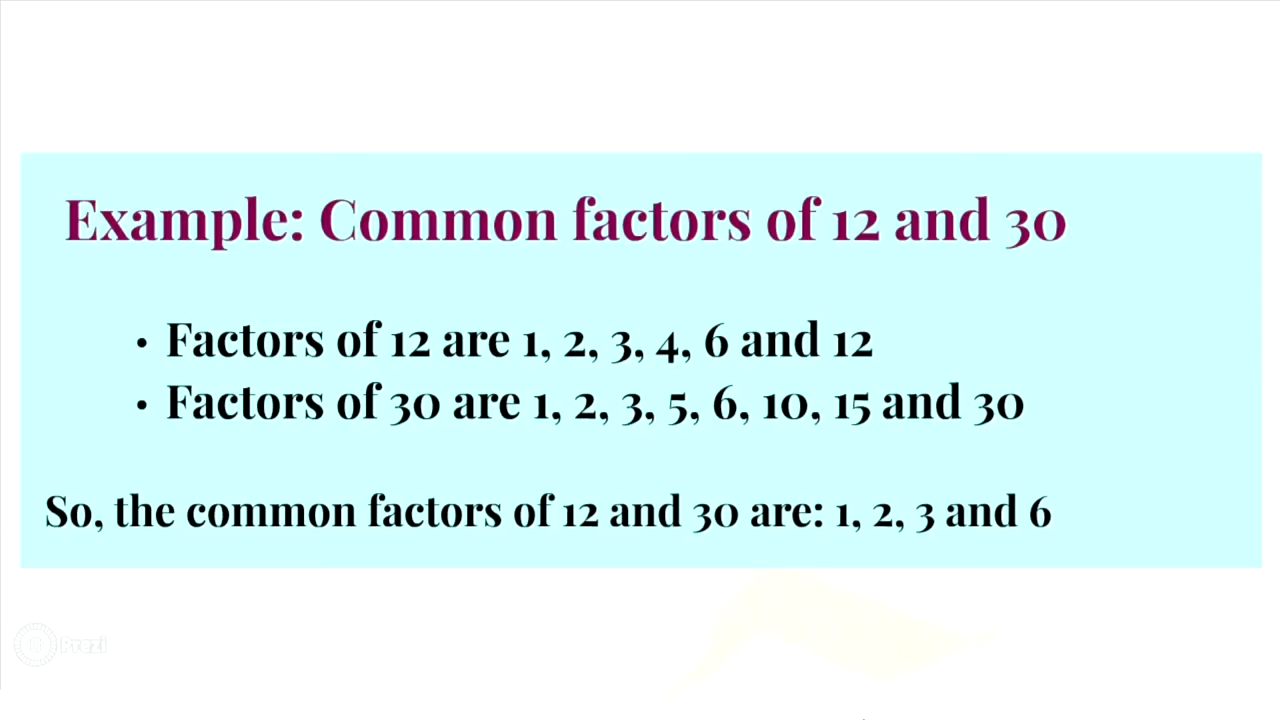 Example: Common factors of 12 and 30
• Factors of 12 are 1, 2, 3, 4, 6 and 12
• Factors of 30 are 1, 2, 3, 5, 6, 10, 15 and 30
So, the common factors of 12 and 30 are: 1, 2, 3 and 6
Prezi